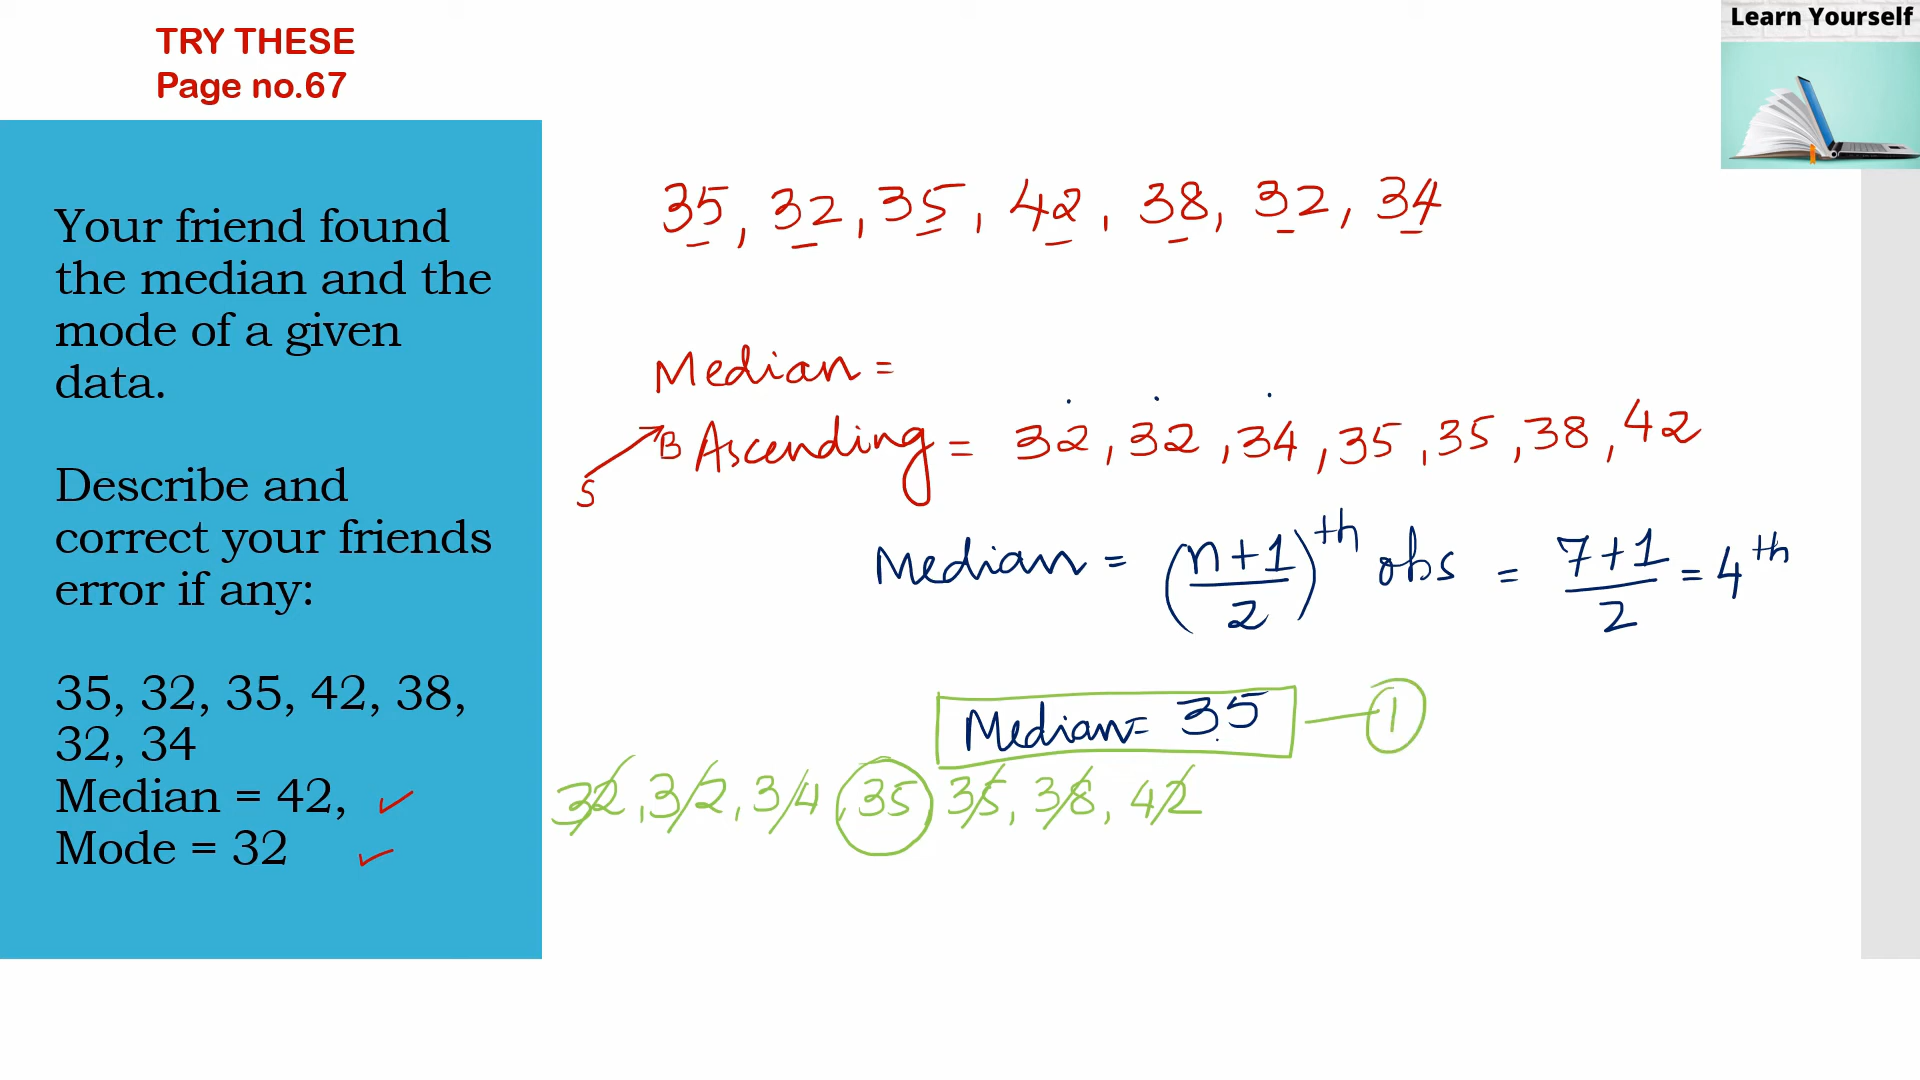 TRY THESE
Page no.67
Learn Yourself
Your friend found
the median and the
mode of a given
data.
Describe and
correct your friends
error if any:
35, 32, 35, 42, 38,
32, 34
Median = 42,
Mode = 32
35, 32, 35, 42, 38, 32, 34
Median =
S → B Ascending = 32, 32, 34, 35, 35, 38, 42
Median = (n+1/2)th obs = 7+1/2 = 4th
Median = 35 — 1
32, 32, 34, 35 35, 38, 42